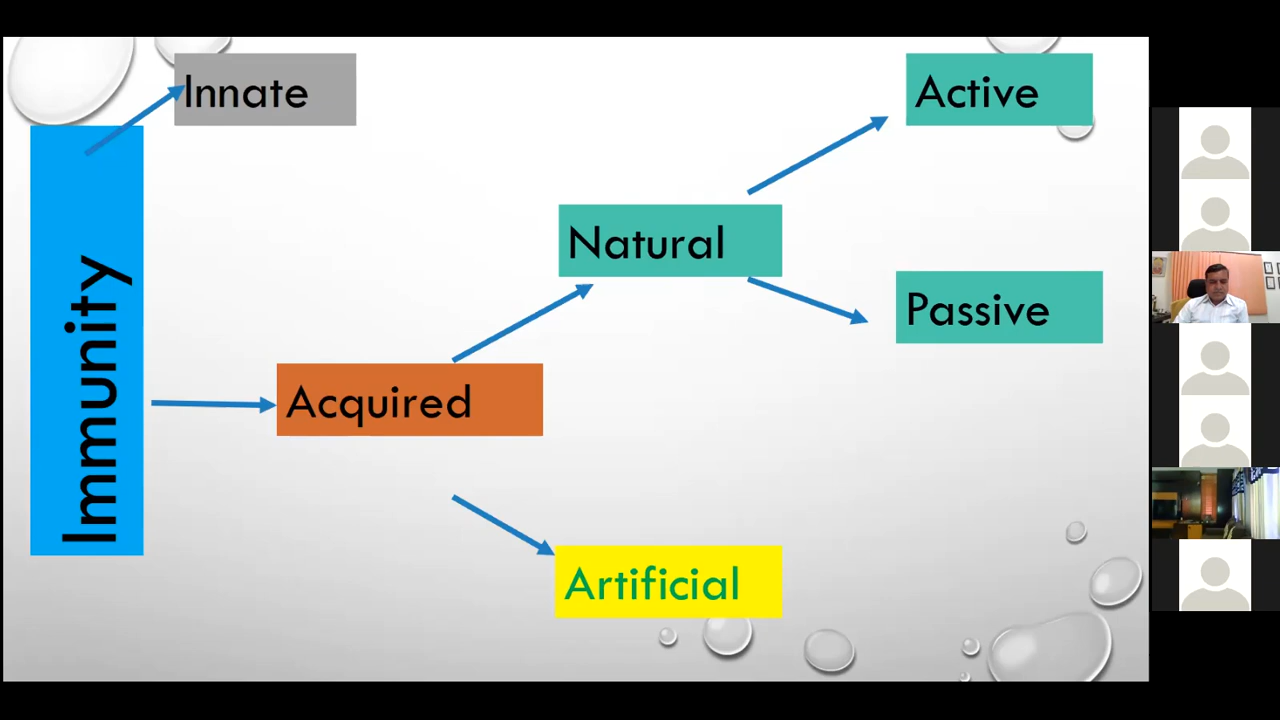 Innate
Active
Natural
Passive
Immunity
Acquired
Artificial